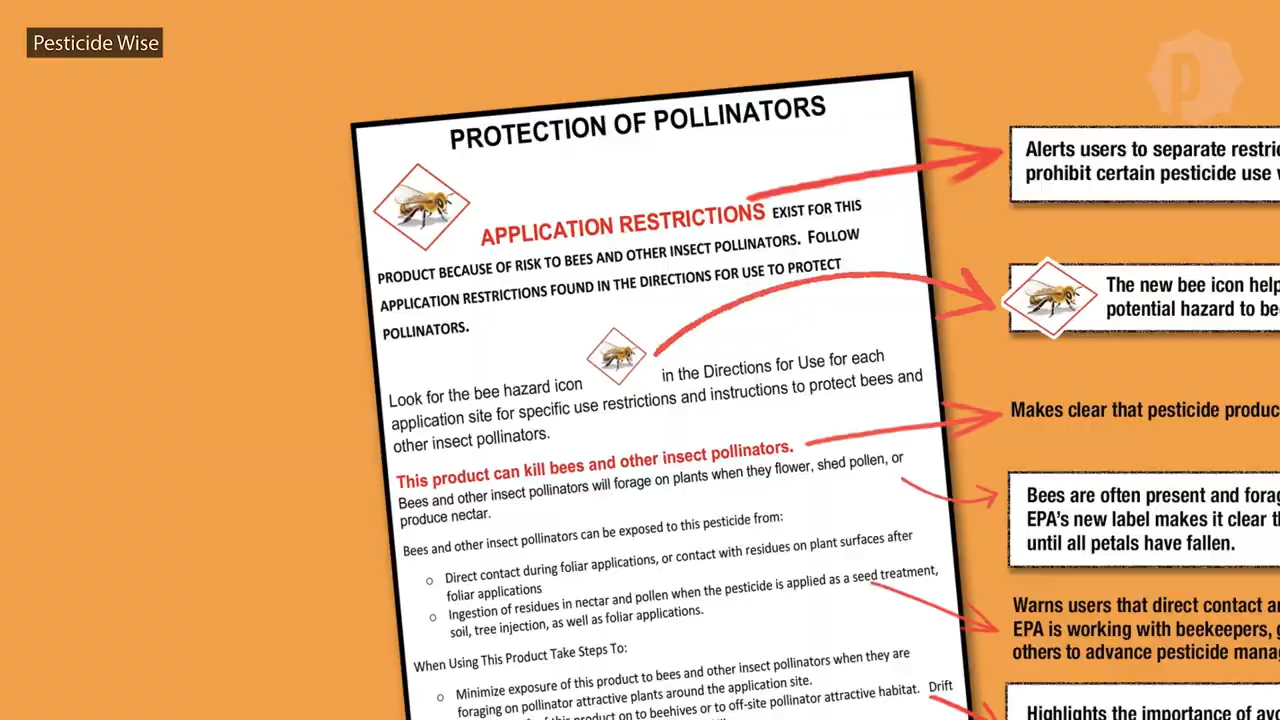 Pesticide Wise
p
PROTECTION OF POLLINATORS
APPLICATION RESTRICTIONS EXIST FOR THIS
PRODUCT BECAUSE OF RISK TO BEES AND OTHER INSECT POLLINATORS. FOLLOW
APPLICATION RESTRICTIONS FOUND IN THE DIRECTIONS FOR USE TO PROTECT
POLLINATORS.
Look for the bee hazard icon in the Directions for Use for each
application site for specific use restrictions and instructions to protect bees and
other insect pollinators.
This product can kill bees and other insect pollinators.
Bees and other insect pollinators will forage on plants when they flower, shed pollen, or
produce nectar.
Bees and other insect pollinators can be exposed to this pesticide from:
Direct contact during foliar applications, or contact with residues on plant surfaces after
foliar applications
Ingestion of residues in nectar and pollen when the pesticide is applied as a seed treatment,
soil, tree injection, as well as foliar applications.
When Using This Product Take Steps To:
Minimize exposure of this product to bees and other insect pollinators when they are
foraging on pollinator attractive plants around the application site.
of this product on to beehives or to off-site pollinator attractive habitat. Drift
Alerts users to separate restric
prohibit certain pesticide use
The new bee icon help
potential hazard to be
Makes clear that pesticide produc
Bees are often present and forag
EPA's new label makes it clear th
until all petals have fallen.
Warns users that direct contact an
EPA is working with beekeepers, g
others to advance pesticide manag
Highlights the importance of avo